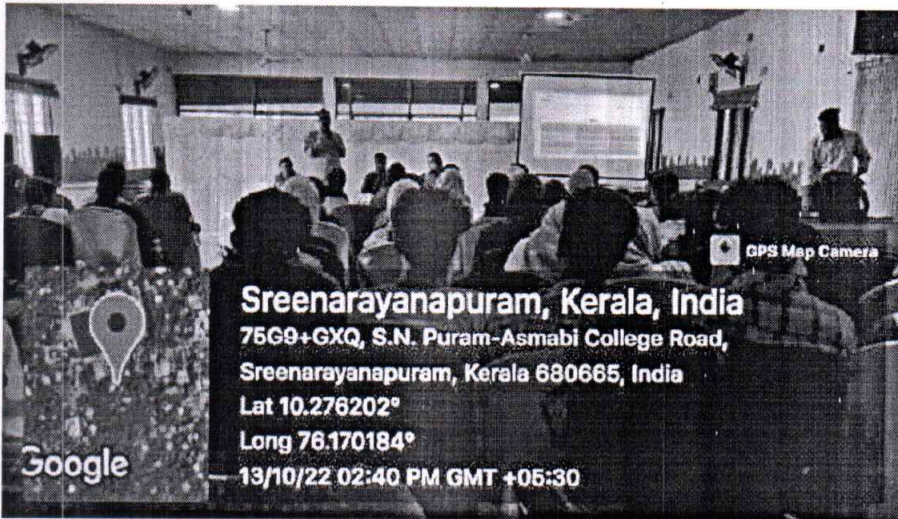 GPS Map Camera
Sreenarayanapuram, Kerala, India
75G9+GXQ, S.N. Puram-Asmabi College Road,
Sreenarayanapuram, Kerala 680665, India
Lat 10.276202°
Long 76.170184°
13/10/22 02:40 PM GMT +05:30
Google